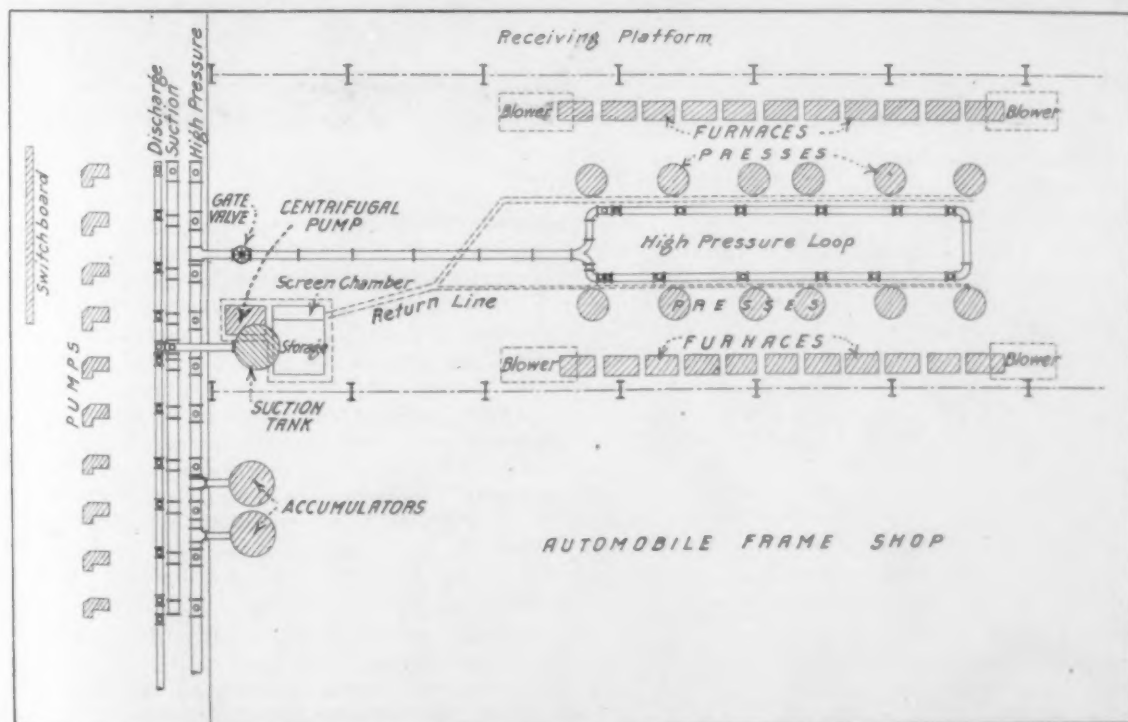 Receiving Platform
Discharge
Suction
High Pressure
Blower
Blower
FURNACES
PRESSES
Switchboard
GATE
VALVE
CENTRIFUGAL
PUMP
High Pressure Loop
Screen Chamber
Return Line
PRESSES
Storage
FURNACES
Blower
Blower
PUMPS
SUCTION
TANK
ACCUMULATORS
AUTOMOBILE FRAME SHOP